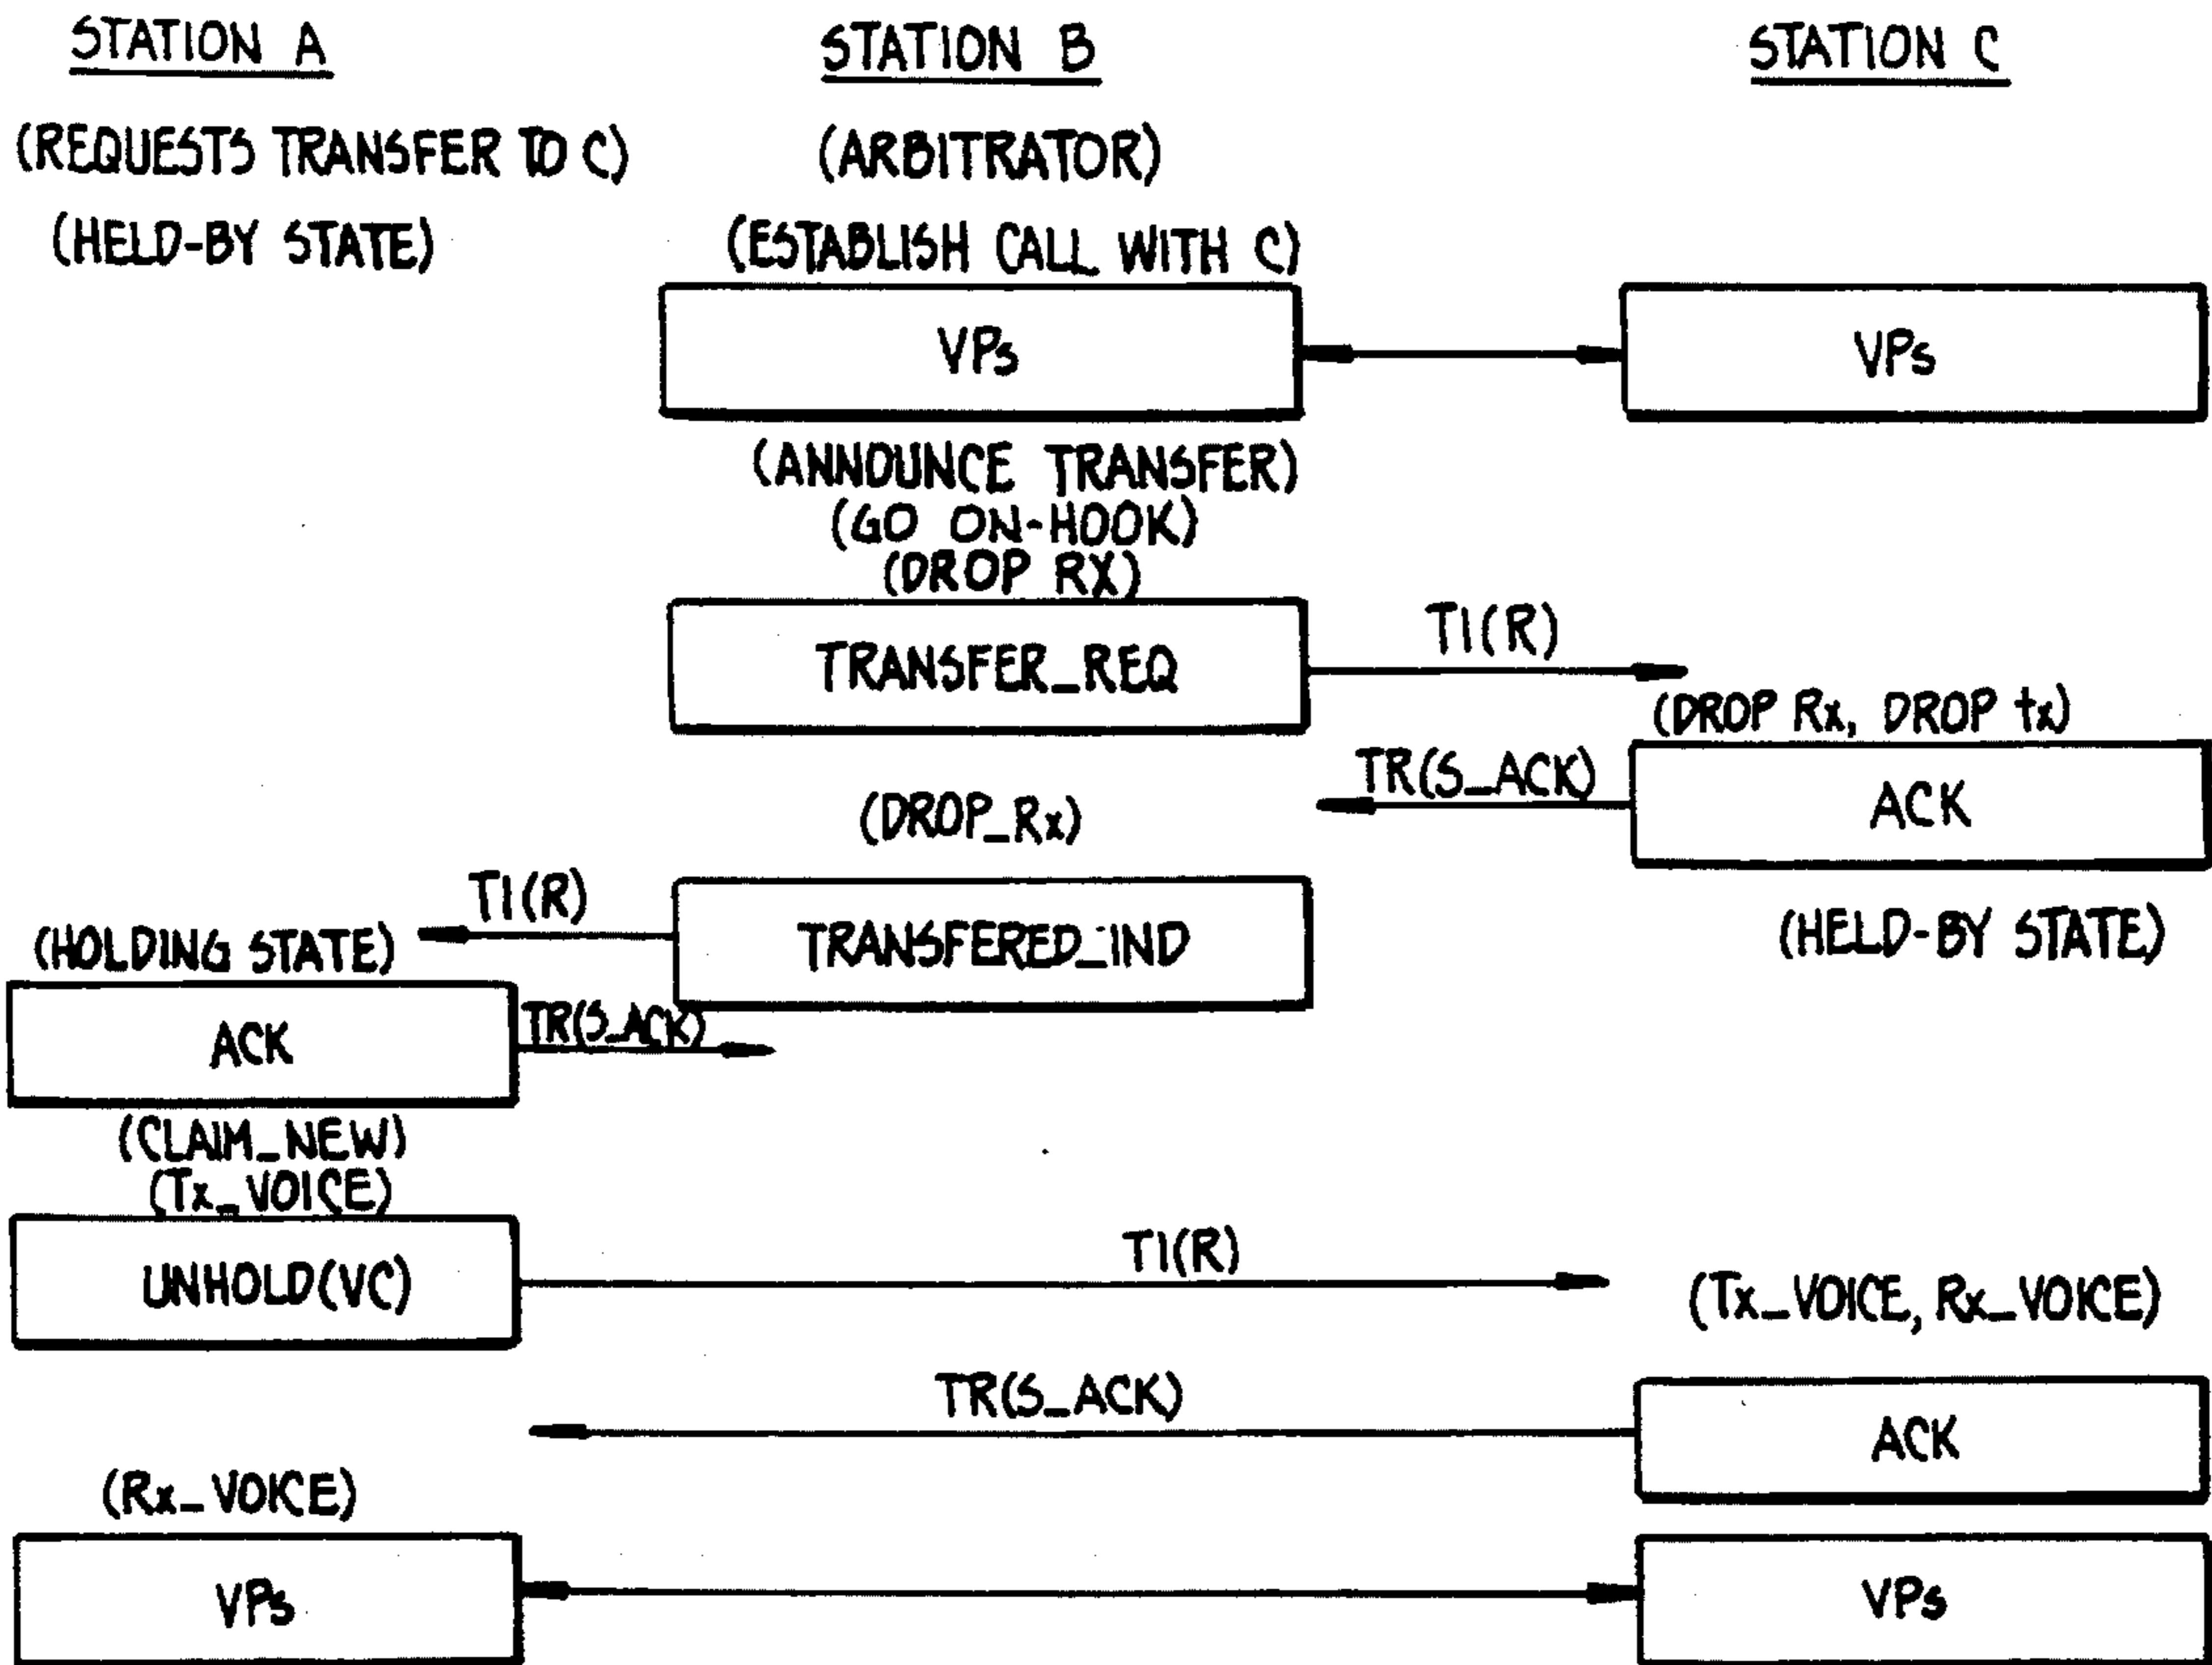 STATION A
STATION B
STATION C
(REQUESTS TRANSFER TO C)
(ARBITRATOR)
(HELD-BY STATE)
(ESTABLISH CALL WITH C)
VPs
VPs
(ANNOUNCE TRANSFER)
(GO ON-HOOK)
(DROP RX)
TRANSFER_REQ
TI(R)
(DROP Rx, DROP tx)
TR(S_ACK)
ACK
(DROP_Rx)
TI(R)
TRANSFERED_IND
(HOLDING STATE)
(HELD-BY STATE)
ACK
TR(S_ACK)
(CLAIM_NEW)
(Tx_VOICE)
UNHOLD(VC)
TI(R)
(Tx_VOICE, Rx_VOICE)
TR(S_ACK)
ACK
(Rx_VOICE)
VPs
VPs